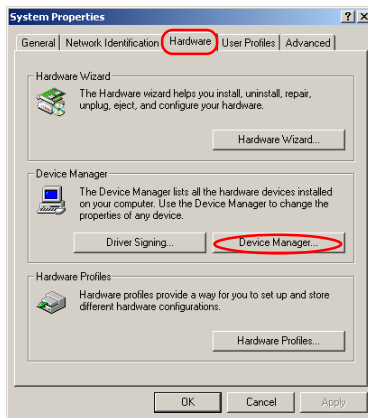 System Properties
General Network Identification Hardware User Profiles Advanced
Hardware Wizard
The Hardware wizard helps you install, uninstall, repair,
unplug, eject, and configure your hardware.
Hardware Wizard...
Device Manager
The Device Manager lists all the hardware devices installed
on your computer. Use the Device Manager to change the
properties of any device.
Driver Signing... Device Manager...
Hardware Profiles
Hardware profiles provide a way for you to set up and store
different hardware configurations.
Hardware Profiles...
OK Cancel Apply